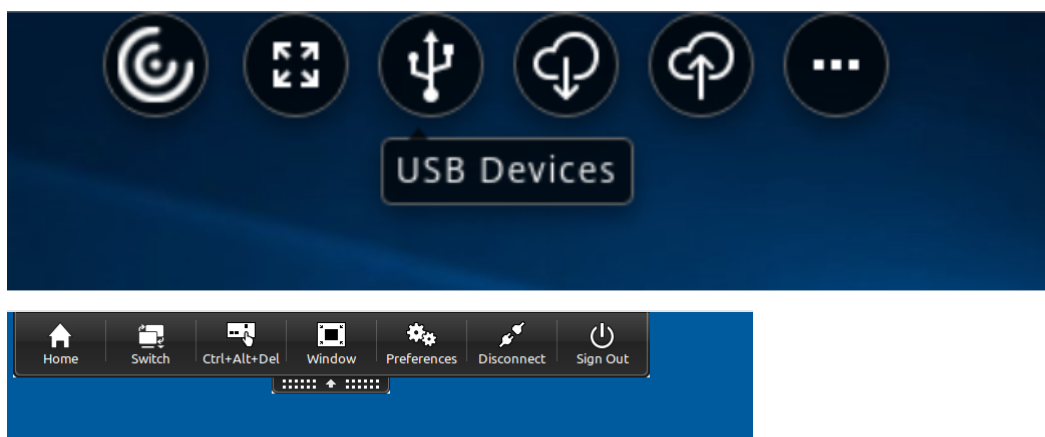 USB Devices
Home Switch Ctrl+Alt+Del Window Preferences Disconnect Sign Out